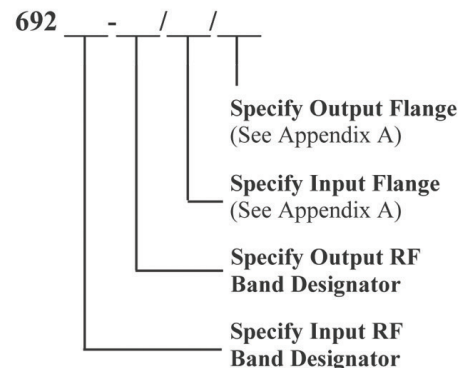 692 ___-___/___/___
Specify Output Flange
(See Appendix A)
Specify Input Flange
(See Appendix A)
Specify Output RF
Band Designator
Specify Input RF
Band Designator